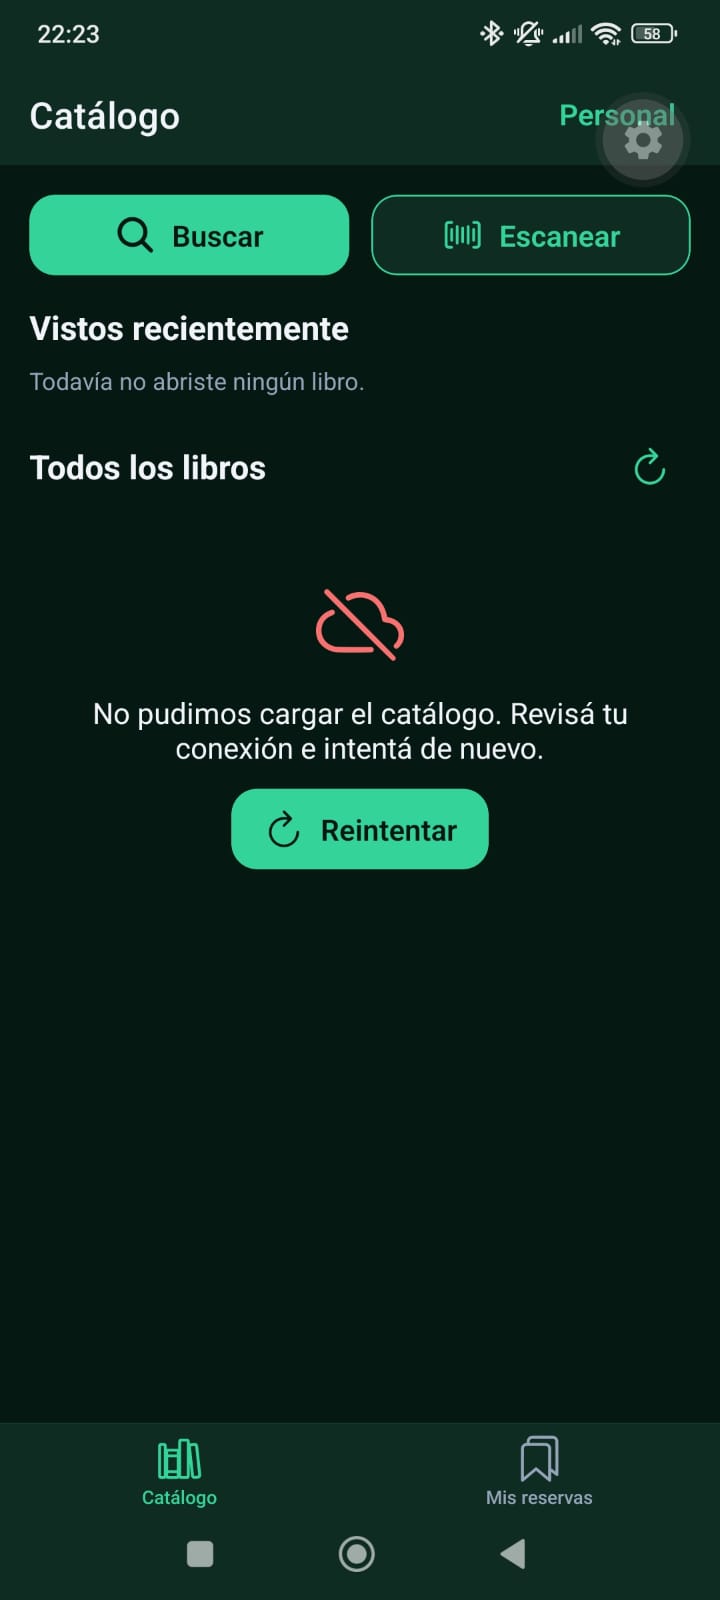 22:23
58
Catálogo
Personal
Buscar
Escanear
Vistos recientemente
Todavía no abriste ningún libro.
Todos los libros
No pudimos cargar el catálogo. Revisá tu
conexión e intentá de nuevo.
Reintentar
Catálogo
Mis reservas